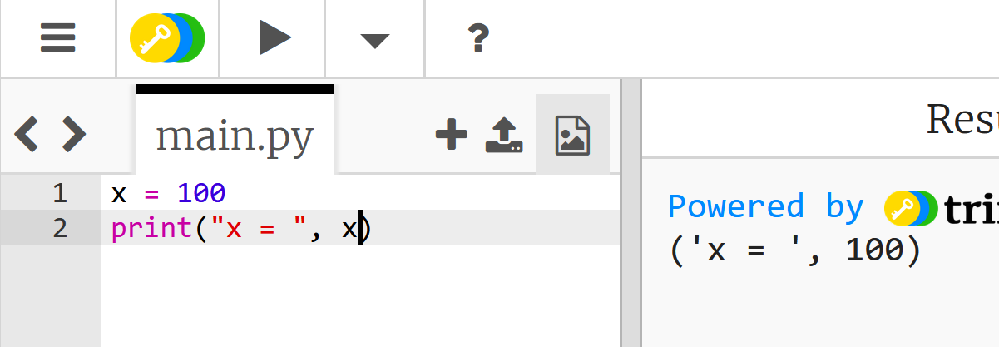 ?
main.py
1 x = 100
2 print("x = ", x)
Powered by
('x = ', 100)